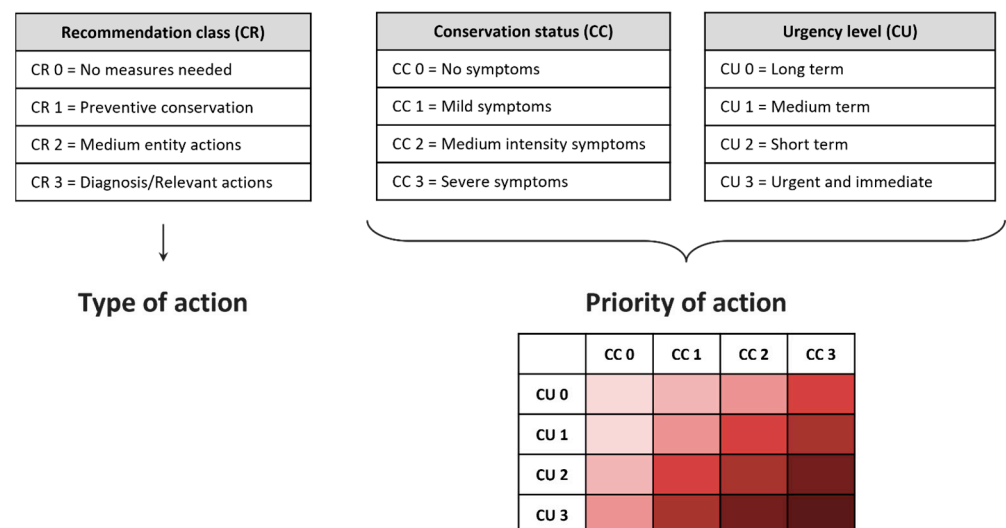 Recommendation class (CR)
CR 0 = No measures needed
CR 1 = Preventive conservation
CR 2 = Medium entity actions
CR 3 = Diagnosis/Relevant actions
Conservation status (CC)
CC 0 = No symptoms
CC 1 = Mild symptoms
CC 2 = Medium intensity symptoms
CC 3 = Severe symptoms
Urgency level (CU)
CU 0 = Long term
CU 1 = Medium term
CU 2 = Short term
CU 3 = Urgent and immediate
Type of action
Priority of action
CC 0 CC 1 CC 2 CC 3
CU 0
CU 1
CU 2
CU 3